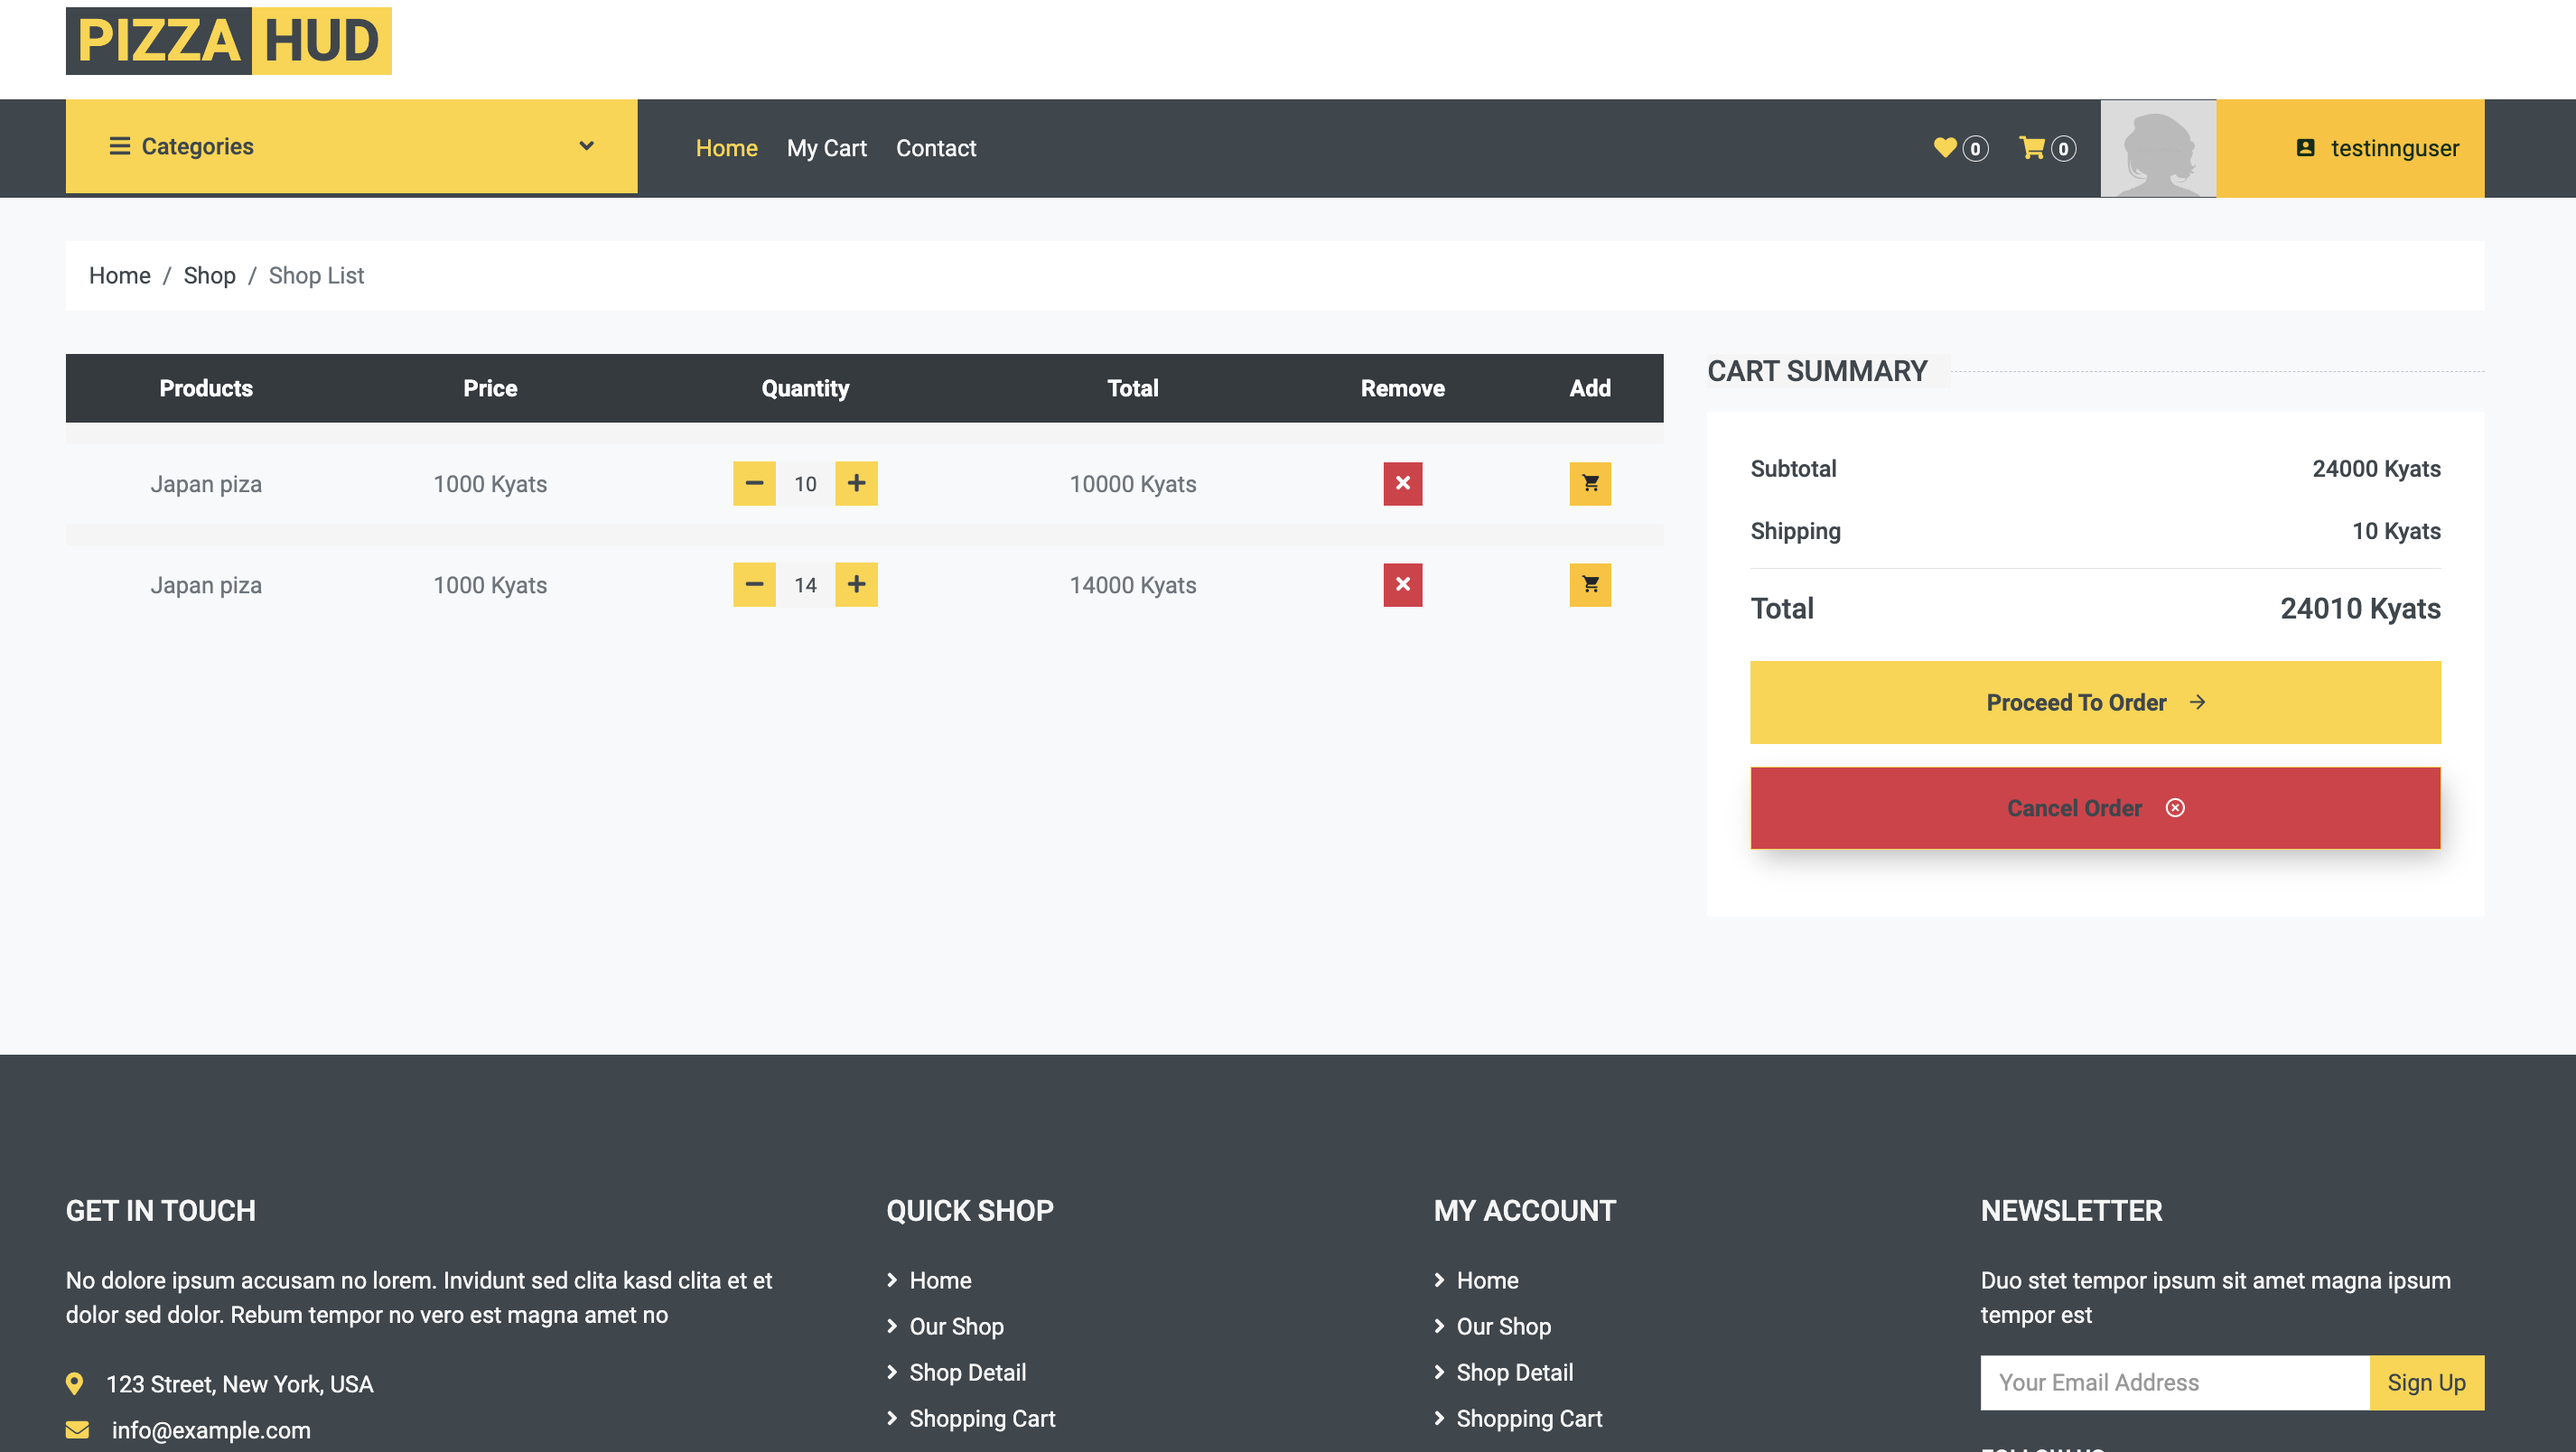 PIZZA HUD
Categories
Home My Cart Contact
0 0 testinnguser
Home / Shop / Shop List
Products Price Quantity Total Remove Add
Japan piza 1000 Kyats 10 10000 Kyats
Japan piza 1000 Kyats 14 14000 Kyats
CART SUMMARY
Subtotal 24000 Kyats
Shipping 10 Kyats
Total 24010 Kyats
Proceed To Order
Cancel Order
GET IN TOUCH
No dolore ipsum accusam no lorem. Invidunt sed clita kasd clita et et
dolor sed dolor. Rebum tempor no vero est magna amet no
123 Street, New York, USA
info@example.com
QUICK SHOP
Home
Our Shop
Shop Detail
Shopping Cart
MY ACCOUNT
Home
Our Shop
Shop Detail
Shopping Cart
NEWSLETTER
Duo stet tempor ipsum sit amet magna ipsum
tempor est
Your Email Address Sign Up